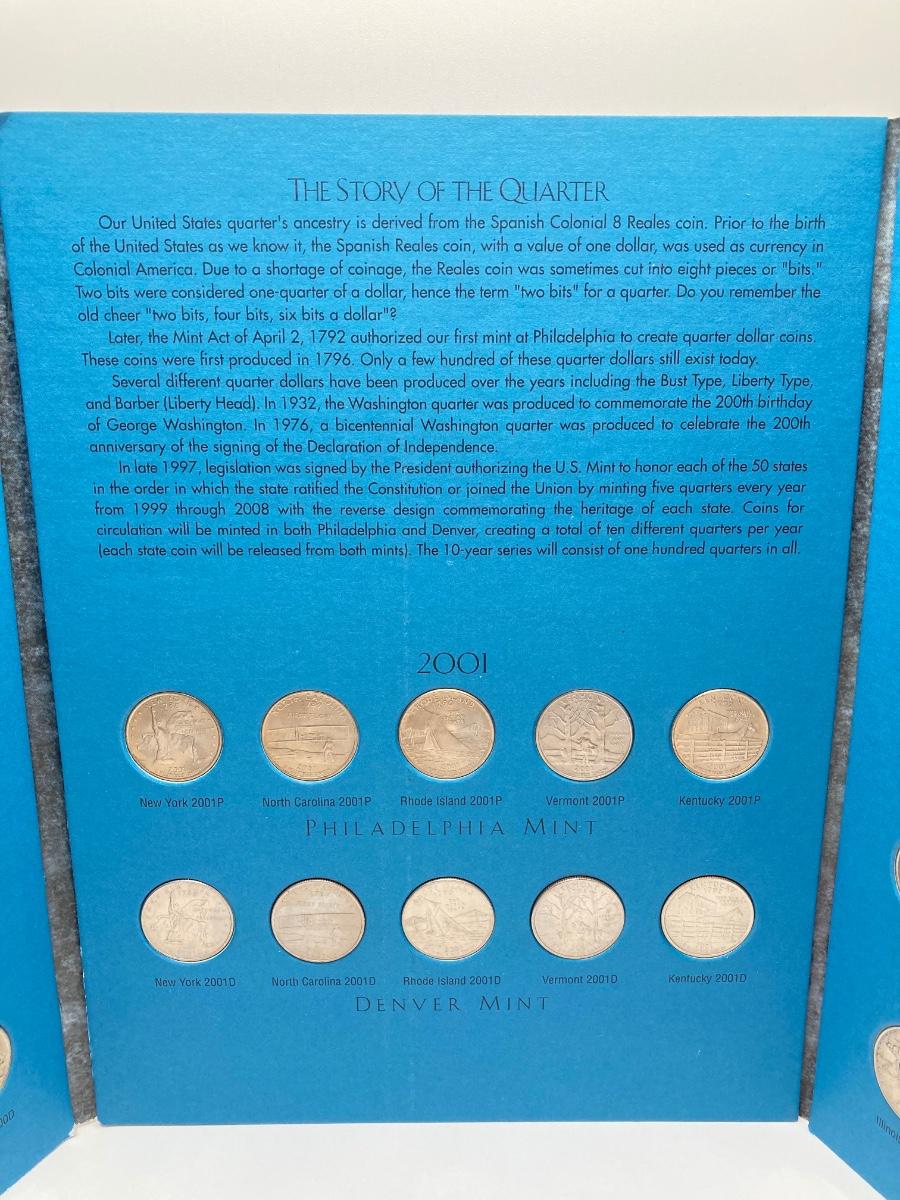 THE STORY OF THE QUARTER
Our United States quarter's ancestry is derived from the Spanish Colonial 8 Reales coin. Prior to the birth
of the United States as we know it, the Spanish Reales coin, with a value of one dollar, was used as currency in
Colonial America. Due to a shortage of coinage, the Reales coin was sometimes cut into eight pieces or "bits."
Two bits were considered one-quarter of a dollar, hence the term "two bits" for a quarter. Do you remember the
old cheer "two bits, four bits, six bits a dollar"?
Later, the Mint Act of April 2, 1792 authorized our first mint at Philadelphia to create quarter dollar coins.
These coins were first produced in 1796. Only a few hundred of these quarter dollars still exist today.
Several different quarter dollars have been produced over the years including the Bust Type, Liberty Type,
and Barber (Liberty Head). In 1932, the Washington quarter was produced to commemorate the 200th birthday
of George Washington. In 1976, a bicentennial Washington quarter was produced to celebrate the 200th
anniversary of the signing of the Declaration of Independence.
In late 1997, legislation was signed by the President authorizing the U.S. Mint to honor each of the 50 states
in the order in which the state ratified the Constitution or joined the Union by minting five quarters every year
from 1999 through 2008 with the reverse design commemorating the heritage of each state. Coins for
circulation will be minted in both Philadelphia and Denver, creating a total of ten different quarters per year
(each state coin will be released from both mints). The 10-year series will consist of one hundred quarters in all.
2001
New York 2001P North Carolina 2001P Rhode Island 2001P Vermont 2001P Kentucky 2001P
PHILADELPHIA MINT
New York 2001D North Carolina 2001D Rhode Island 2001D Vermont 2001D Kentucky 2001D
DENVER MINT